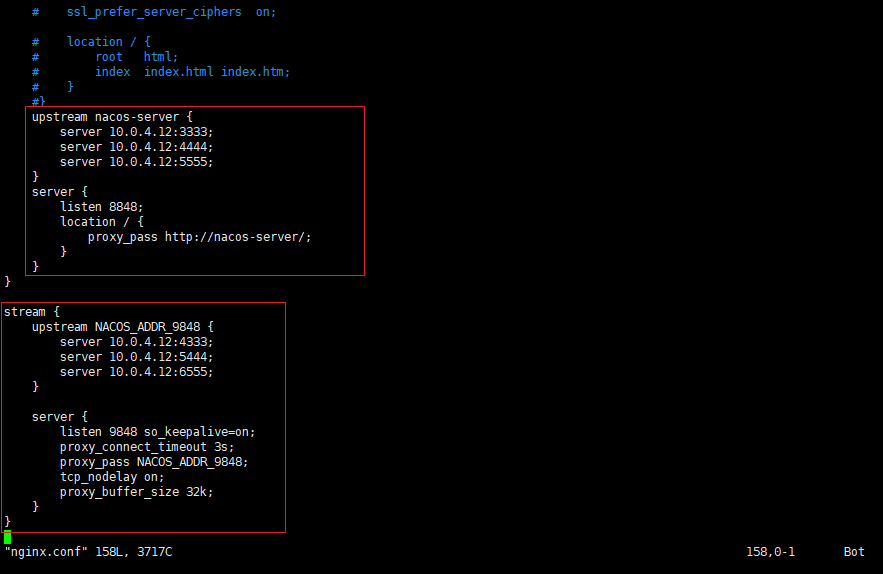 #    ssl_prefer_server_ciphers  on;
#    location / {
#        root   html;
#        index  index.html index.htm;
#    }
#}
upstream nacos-server {
server 10.0.4.12:3333;
server 10.0.4.12:4444;
server 10.0.4.12:5555;
}
server {
listen 8848;
location / {
proxy_pass http://nacos-server/;
}
}
}
stream {
upstream NACOS_ADDR_9848 {
server 10.0.4.12:4333;
server 10.0.4.12:5444;
server 10.0.4.12:6555;
}
server {
listen 9848 so_keepalive=on;
proxy_connect_timeout 3s;
proxy_pass NACOS_ADDR_9848;
tcp_nodelay on;
proxy_buffer_size 32k;
}
}
"nginx.conf" 158L, 3717C 158,0-1 Bot